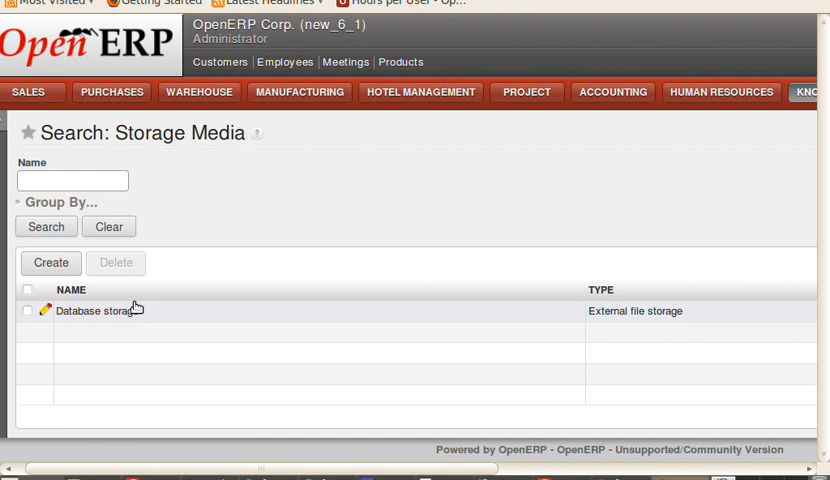 Most Visited Getting Started Latest Headlines Hours per User - Op...
Open ERP
OpenERP Corp. (new_6_1)
Administrator
Customers Employees Meetings Products
SALES PURCHASES WAREHOUSE MANUFACTURING HOTEL MANAGEMENT PROJECT ACCOUNTING HUMAN RESOURCES KNO
Search: Storage Media ?
Name
Group By...
Search Clear
Create Delete
NAME TYPE
Database storage External file storage
Powered by OpenERP - OpenERP - Unsupported/Community Version